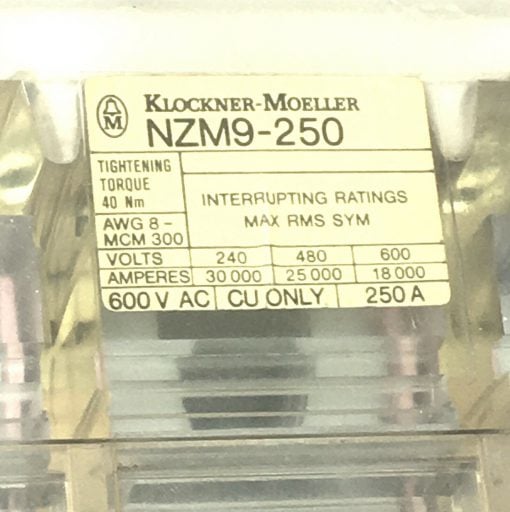 M
KLOCKNER-MOELLER
NZM9-250
TIGHTENING
TORQUE
40 Nm
AWG 8-
MCM 300
INTERRUPTING RATINGS
MAX RMS SYM
VOLTS 240 480 600
AMPERES 30 000 25 000 18 000
600 V AC CU ONLY 250 A